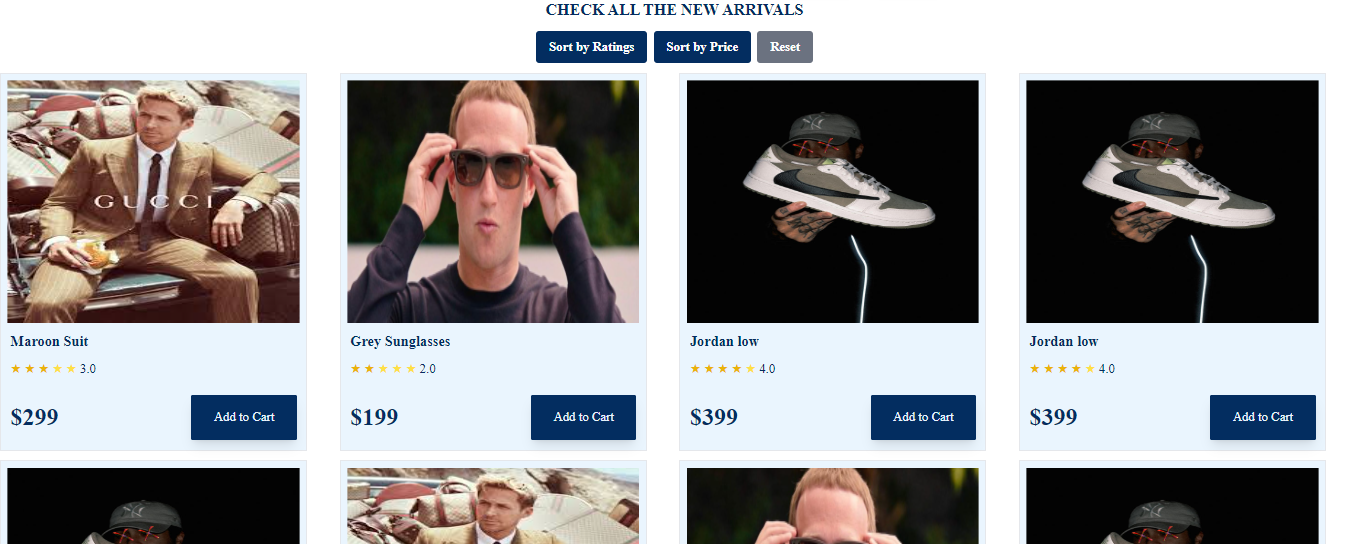 CHECK ALL THE NEW ARRIVALS
Sort by Ratings
Sort by Price
Reset
GUCCI
Maroon Suit
3.0
$299
Add to Cart
Grey Sunglasses
2.0
$199
Add to Cart
Jordan low
4.0
$399
Add to Cart
Jordan low
4.0
$399
Add to Cart